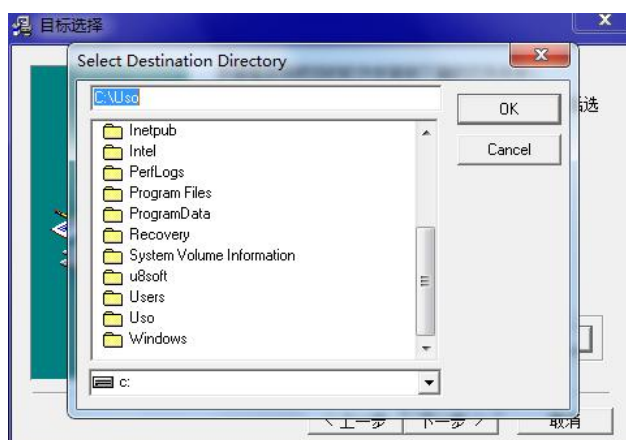 目标选择
Select Destination Directory
C:\Uso
OK
Cancel
Inetpub
Intel
PerfLogs
Program Files
ProgramData
Recovery
System Volume Information
u8soft
Users
Uso
Windows
c:
选
< 上一步
下一步 >
取消